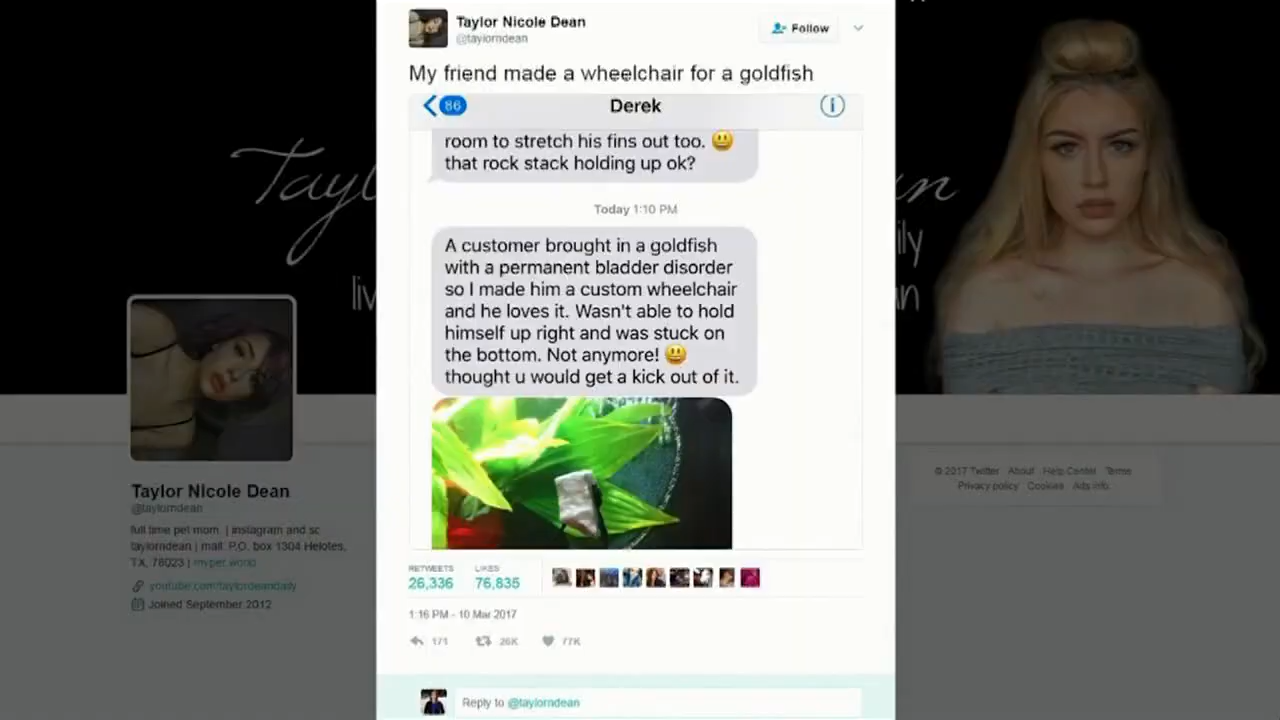 Taylor Nicole Dean
@taylorndean
Follow
My friend made a wheelchair for a goldfish
86
Derek
room to stretch his fins out too. 😃
that rock stack holding up ok?
Today 1:10 PM
A customer brought in a goldfish
with a permanent bladder disorder
so I made him a custom wheelchair
and he loves it. Wasn't able to hold
himself up right and was stuck on
the bottom. Not anymore! 😃
thought u would get a kick out of it.
RETWEETS
LIKES
26,336
76,835
1:16 PM - 10 Mar 2017
171
26K
77K
Reply to @taylorndean
Taylor Nicole Dean
@taylorndean
full time pet mom. | instagram and sc
taylorndean | mail: P.O. box 1304 Helotes,
TX, 78023 | myper.world
youtube.com/taylordeandaily
Joined September 2012
© 2017 Twitter About Help Center Terms
Privacy policy Cookies Ads info